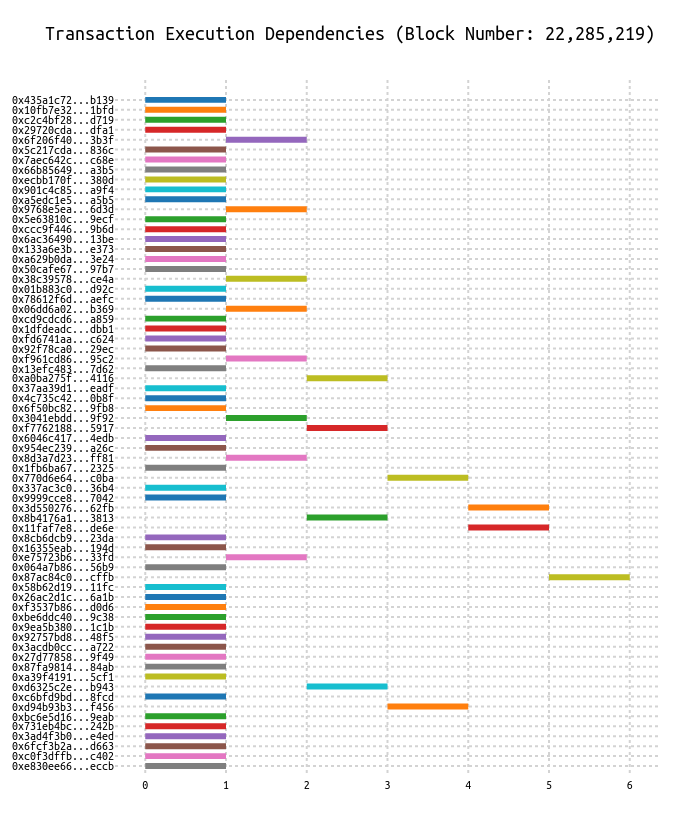 Transaction Execution Dependencies (Block Number: 22,285,219)
0x435a1c72...b139
0x10fb7e32...1bfd
0xc2c4bf28...d719
0x29720cda...dfa1
0x6f206f40...3b3f
0x5c217cda...836c
0x7aec642c...c68e
0x66b85649...a3b5
0xecbb170f...380d
0x901c4c85...a9f4
0xa5edc1e5...a5b5
0x9768e5ea...6d3d
0x5e63810c...9ecf
0xccc9f446...9b6d
0x6ac36490...13be
0x133a6e3b...e373
0xa629b0da...3e24
0x50cafe67...97b7
0x38c39578...ce4a
0x01b883c0...d92c
0x78612f6d...aefc
0x06dd6a02...b369
0xcd9cdcd6...a859
0x1dfdeadc...dbb1
0xfd6741aa...c624
0x92f78ca0...29ec
0xf961cd86...95c2
0x13efc483...7d62
0xa0ba275f...4116
0x37aa39d1...eadf
0x4c735c42...0b8f
0x6f50bc82...9fb8
0x3041ebdd...9f92
0xf7762188...5917
0x6046c417...4edb
0x954ec239...a26c
0x8d3a7d23...ff81
0x1fb6ba67...2325
0x770d6e64...c0ba
0x337ac3c0...36b4
0x9999cce8...7042
0x3d550276...62fb
0x8b4176a1...3813
0x11faf7e8...de6e
0x8cb6dcb9...23da
0x16355eab...194d
0xe75723b6...33fd
0x064a7b86...56b9
0x87ac84c0...cffb
0x58b62d19...11fc
0x26ac2d1c...6a1b
0xf3537b86...d0d6
0xbe6ddc40...9c38
0x9ea5b380...1c1b
0x92757bd8...48f5
0x3acdb0cc...a722
0x27d77858...9f49
0x87fa9814...84ab
0xa39f4191...5cf1
0xd6325c2e...b943
0xc6bfd9bd...8fcd
0xd94b93b3...f456
0xbc6e5d16...9eab
0x731eb4bc...242b
0x3ad4f3b0...e4ed
0x6fcf3b2a...d663
0xc0f3dffb...c402
0xe830ee66...eccb
0 1 2 3 4 5 6